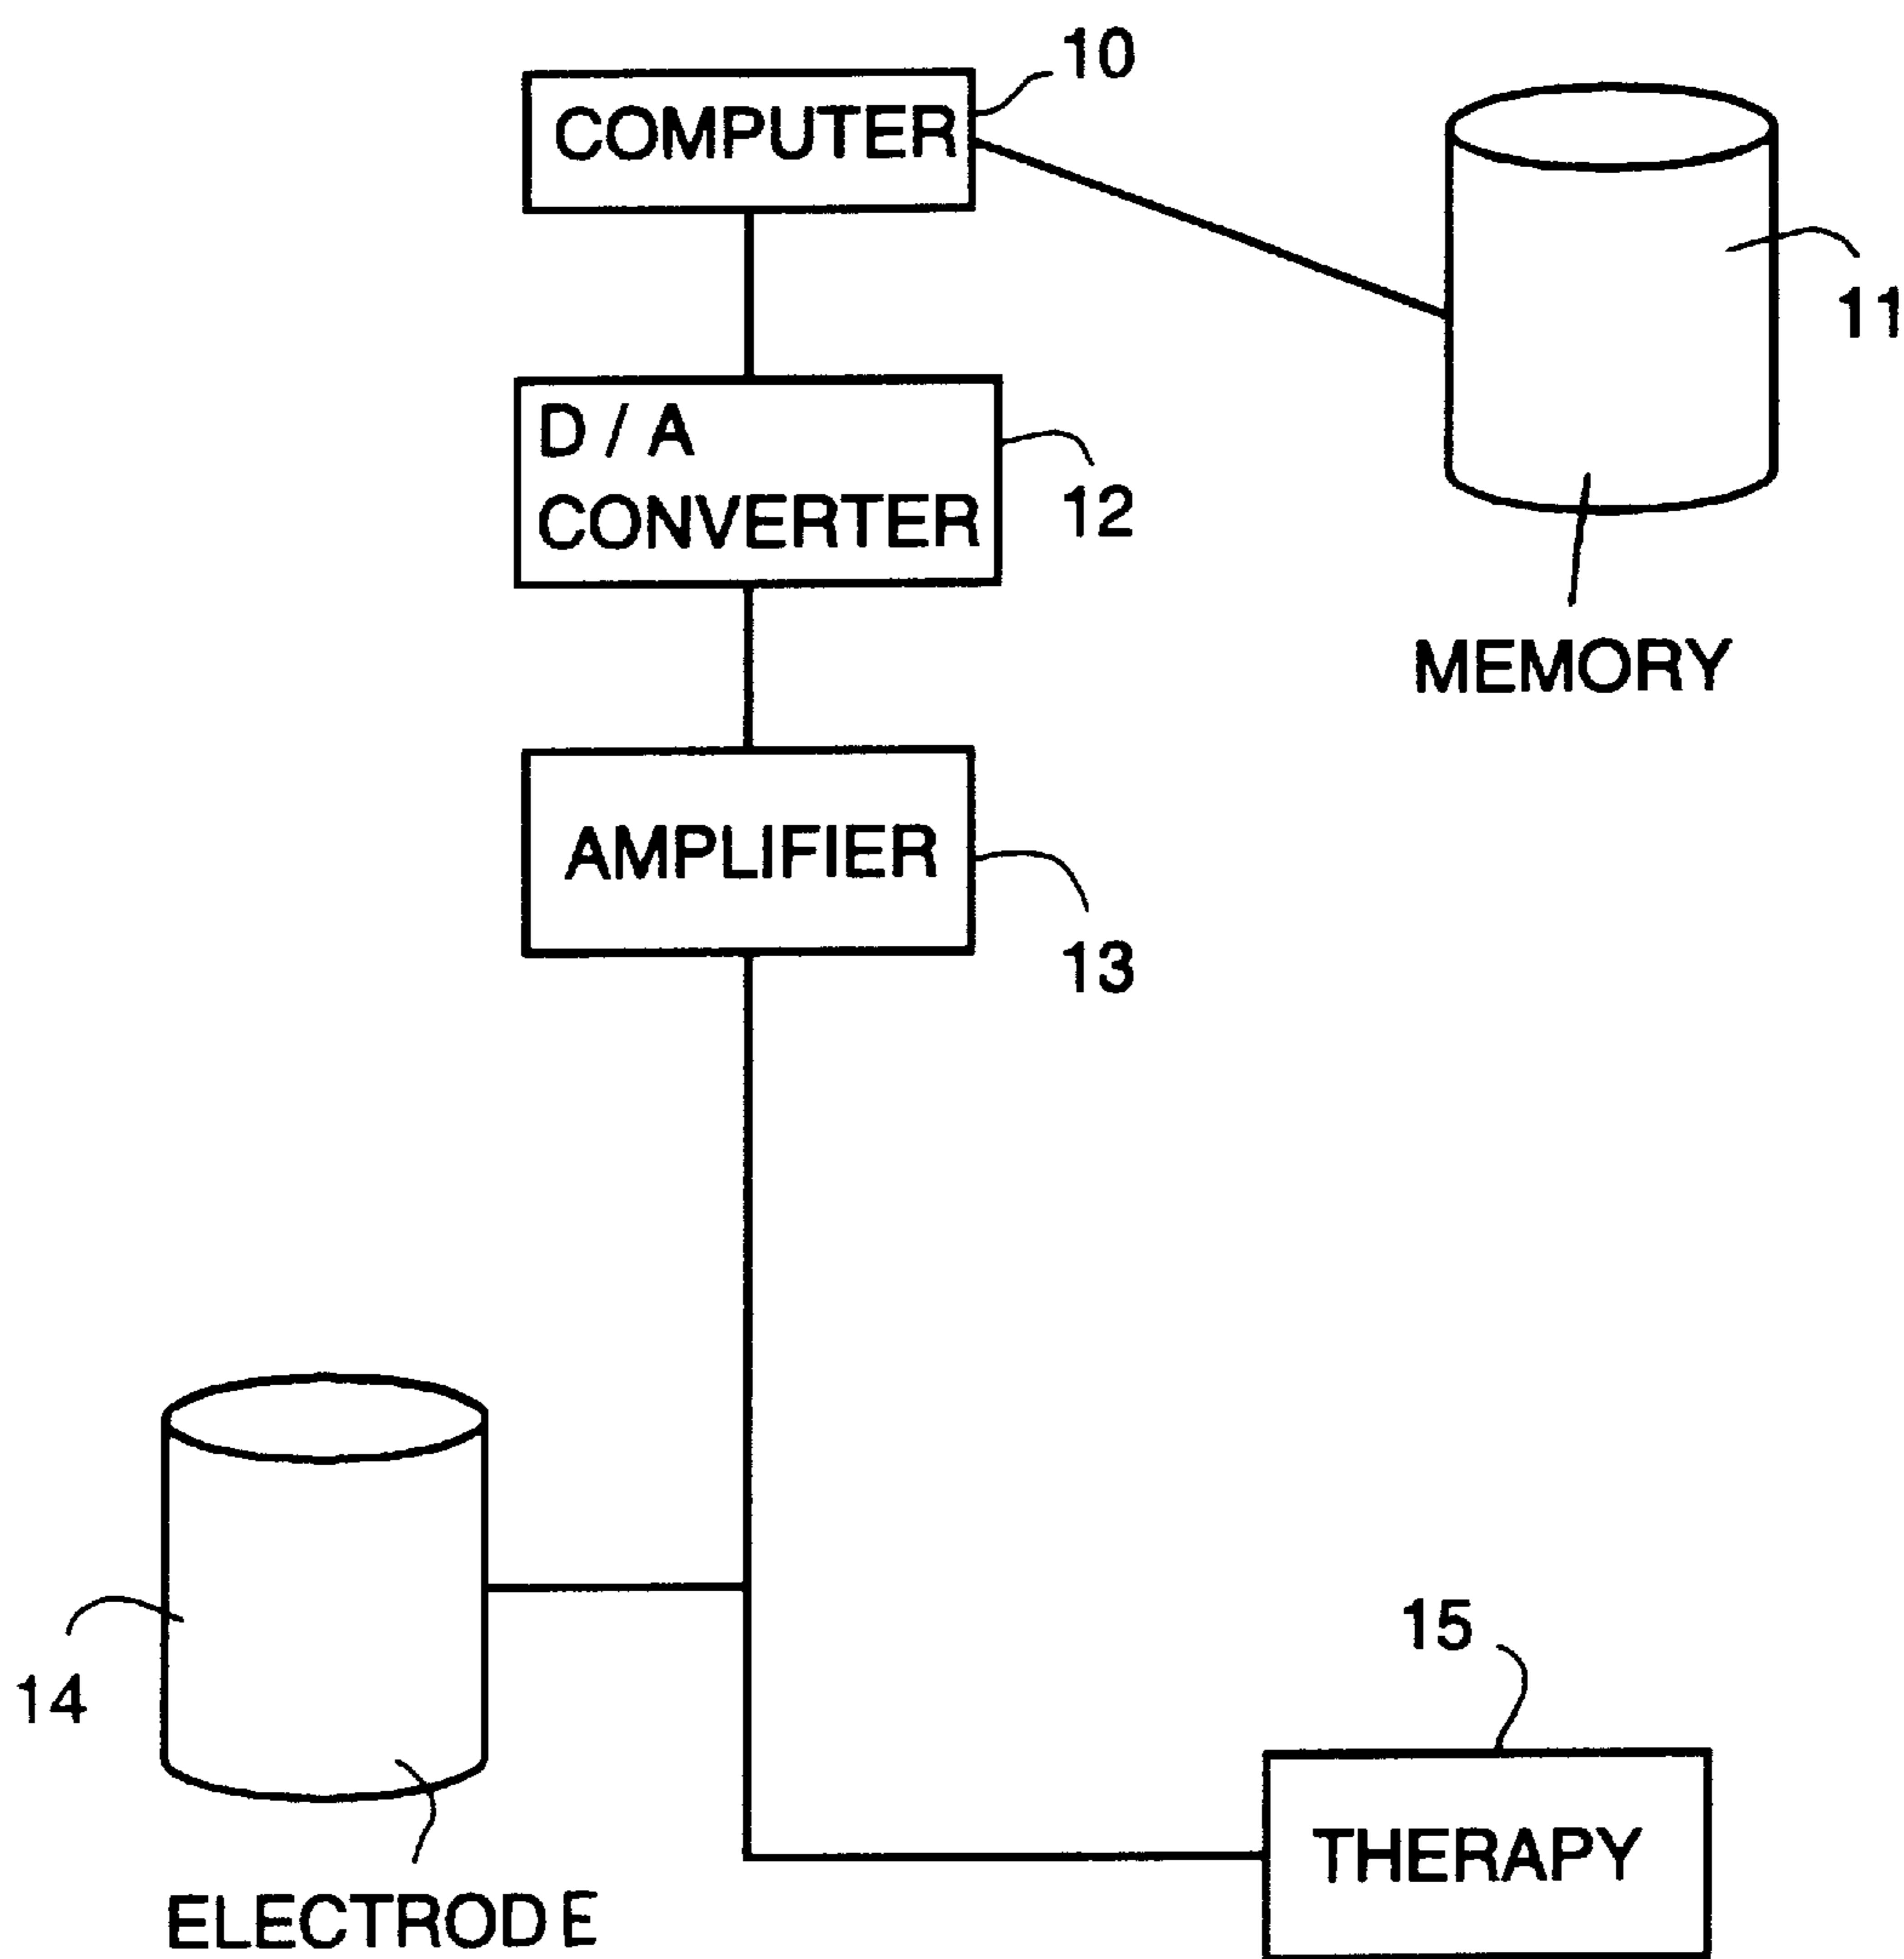 10
COMPUTER
11
D / A
CONVERTER
12
MEMORY
AMPLIFIER
13
14
ELECTRODE
15
THERAPY